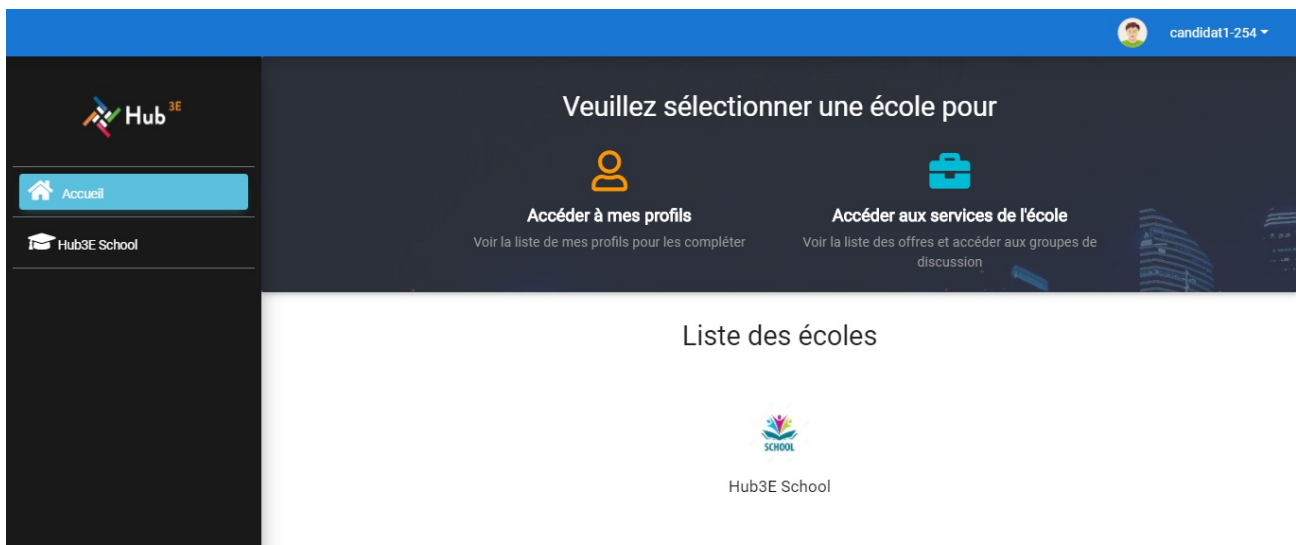 candidat1-254
Hub 3E
Accueil
Hub3E School
Veuillez sélectionner une école pour
Accéder à mes profils
Voir la liste de mes profils pour les compléter
Accéder aux services de l'école
Voir la liste des offres et accéder aux groupes de
discussion
Liste des écoles
SCHOOL
Hub3E School